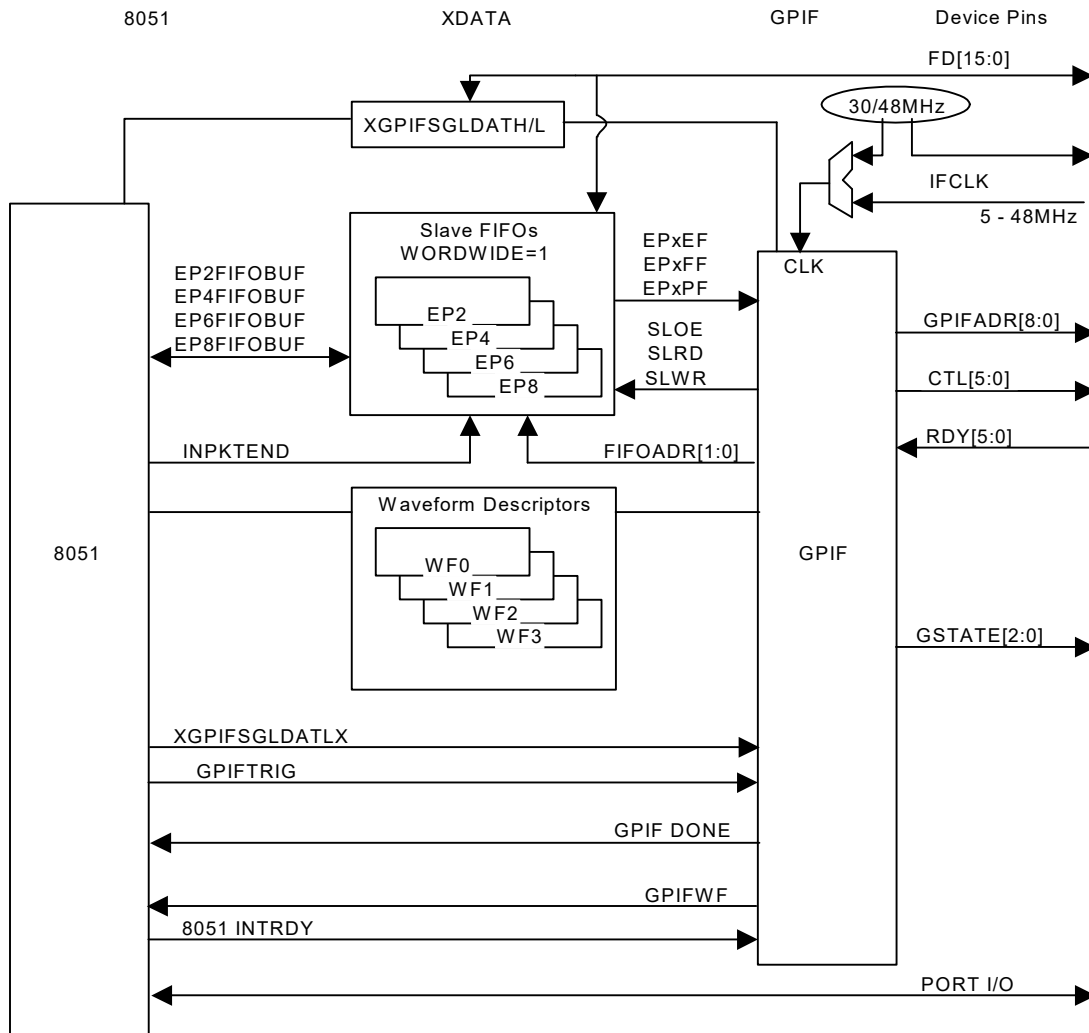 8051
XDATA
GPIF
Device Pins
FD[15:0]
30/48MHz
XGPIFSGLDATH/L
IFCLK
5 - 48MHz
Slave FIFOs
WORDWIDE=1
EP2
EP4
EP6
EP8
EP2FIFOBUF
EP4FIFOBUF
EP6FIFOBUF
EP8FIFOBUF
EPxEF
EPxFF
EPxPF
SLOE
SLRD
SLWR
CLK
GPIFADR[8:0]
CTL[5:0]
RDY[5:0]
INPKTEND
FIFOADR[1:0]
Waveform Descriptors
WF0
WF1
WF2
WF3
8051
GPIF
GSTATE[2:0]
XGPIFSGLDATLX
GPIFTRIG
GPIF DONE
GPIFWF
8051 INTRDY
PORT I/O